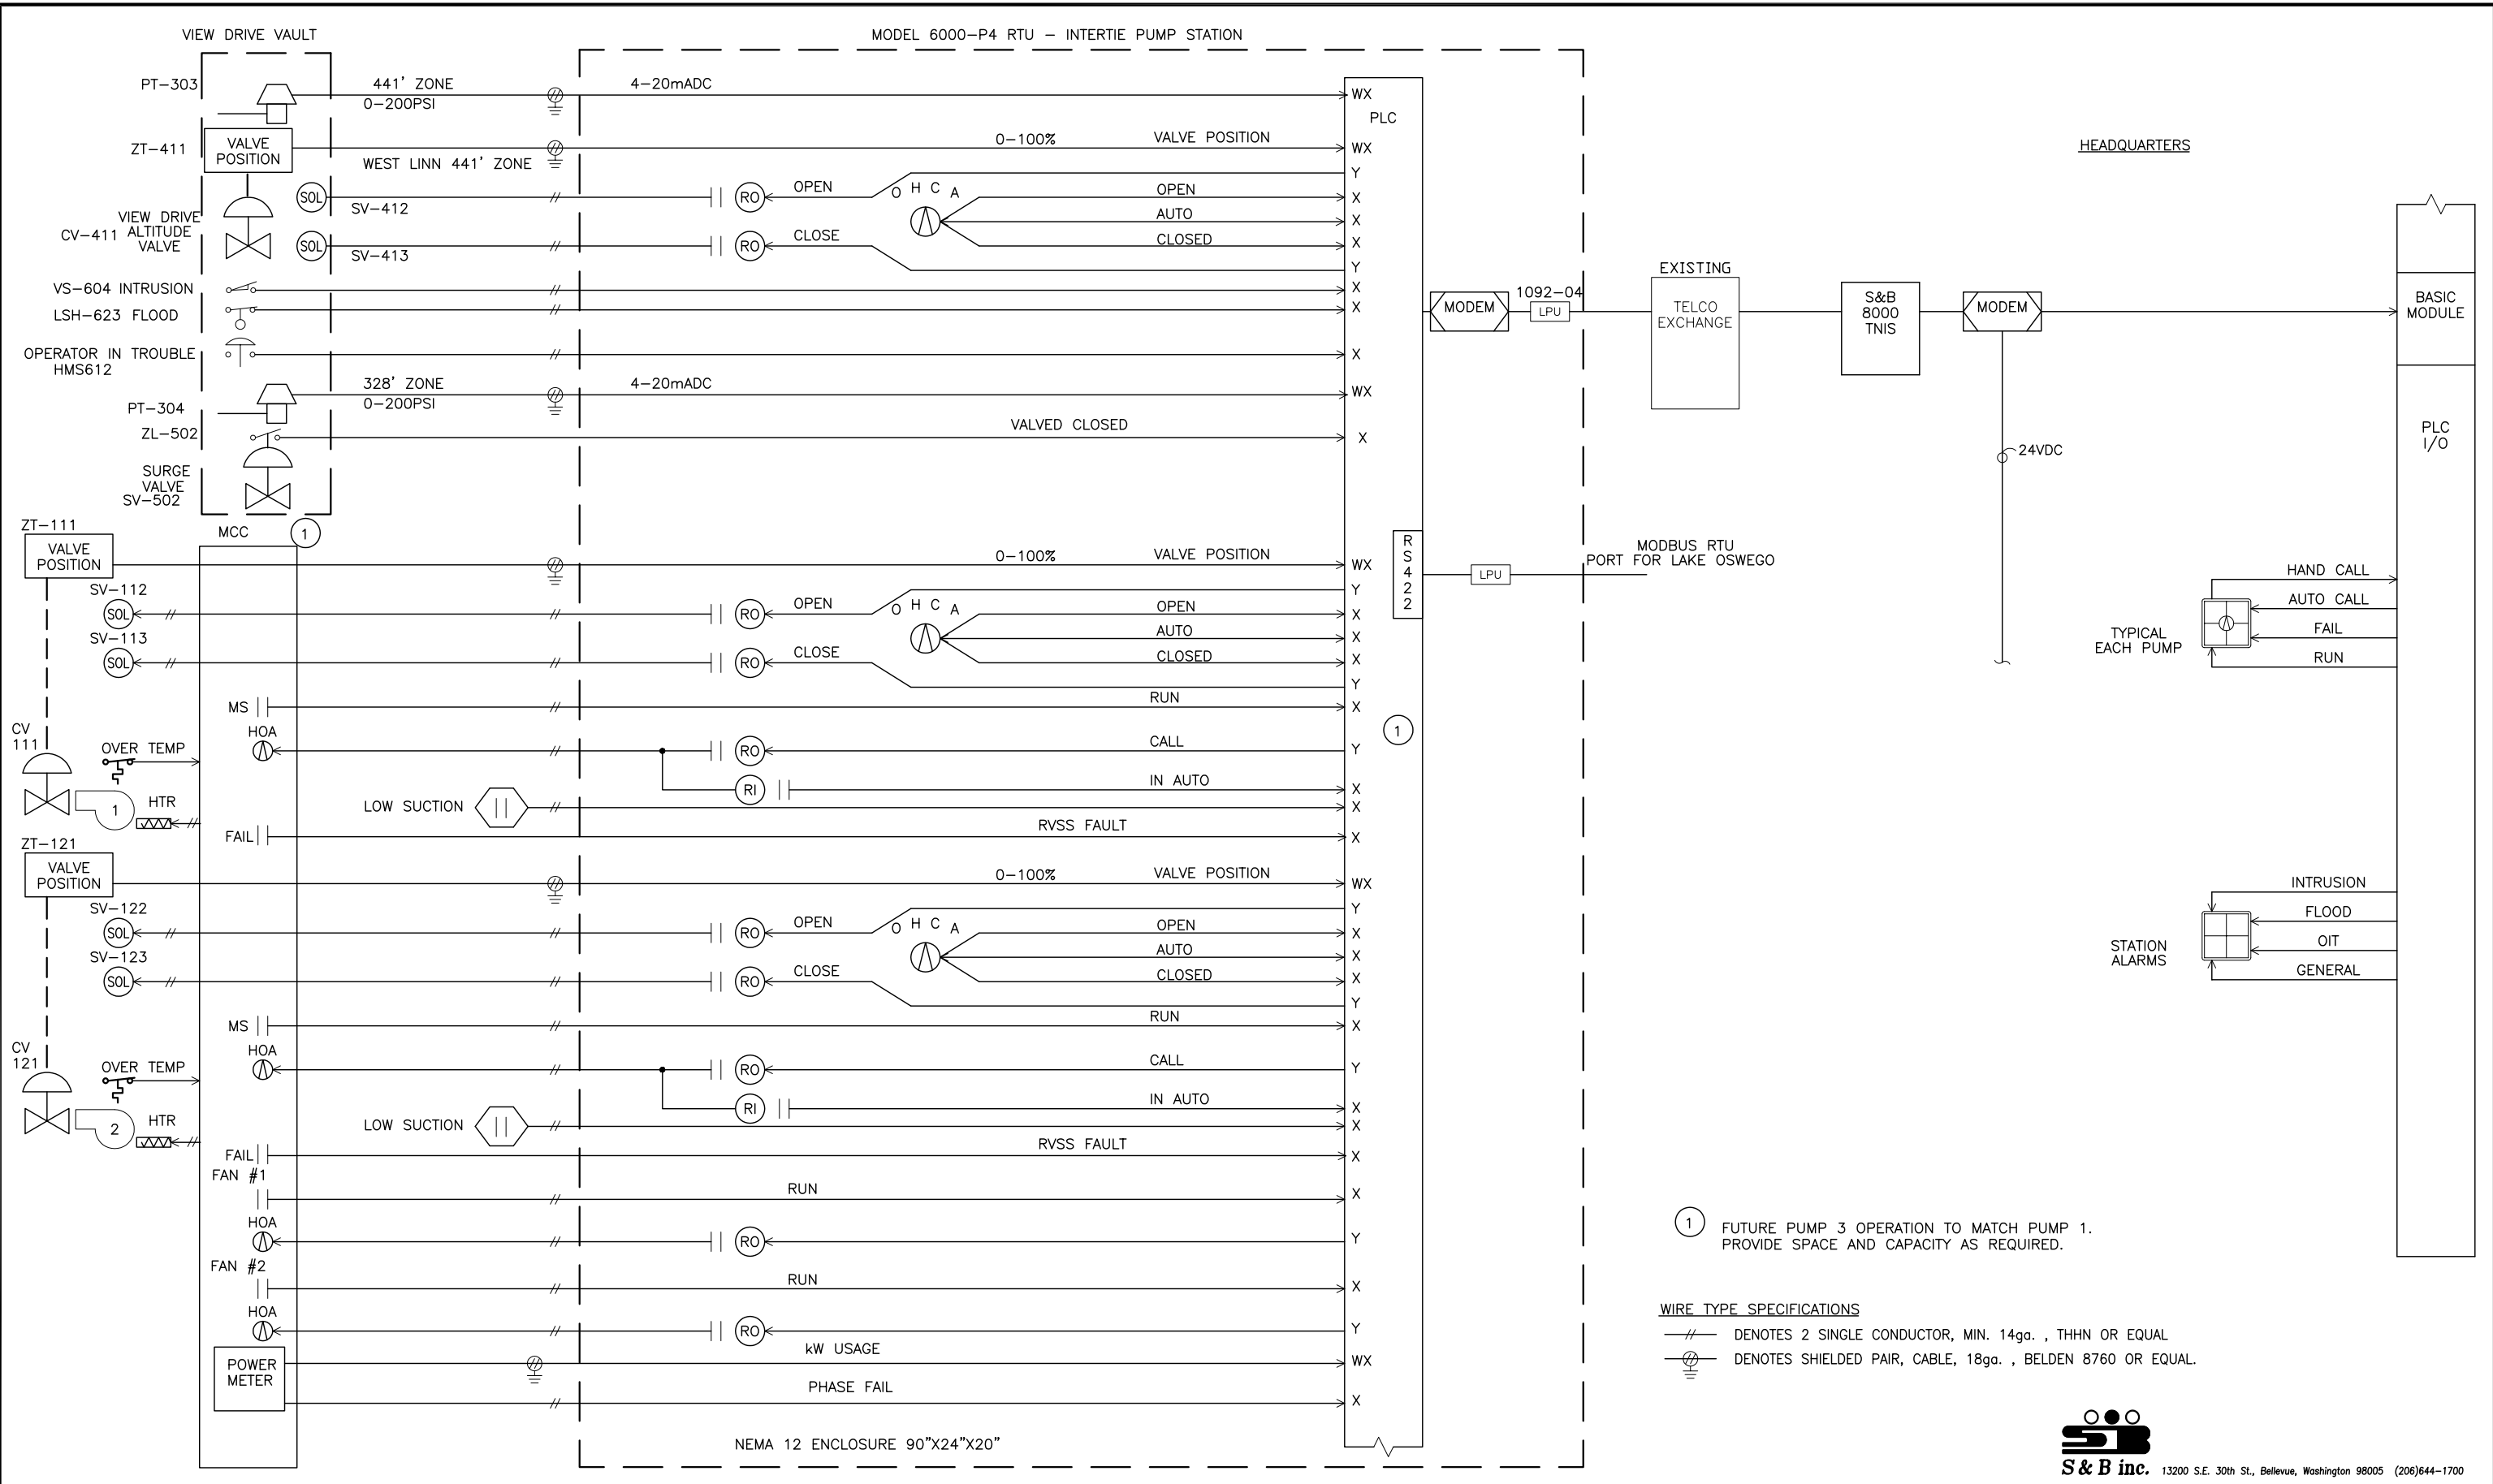 VIEW DRIVE VAULT
MODEL 6000-P4 RTU - INTERTIE PUMP STATION
PT-303
441' ZONE
0-200PSI
4-20mADC
WX
PLC
ZT-411
VALVE
POSITION
WEST LINN 441' ZONE
0-100%
VALVE POSITION
WX
HEADQUARTERS
Y
SOL
SV-412
RO
OPEN
O H C A
OPEN
X
AUTO
X
VIEW DRIVE
ALTITUDE
VALVE
CV-411
SOL
SV-413
RO
CLOSE
CLOSED
X
Y
VS-604 INTRUSION
X
LSH-623 FLOOD
X
MODEM
1092-04
LPU
EXISTING
TELCO
EXCHANGE
S&B
8000
TNIS
MODEM
BASIC
MODULE
OPERATOR IN TROUBLE
HMS612
X
328' ZONE
0-200PSI
4-20mADC
WX
PT-304
ZL-502
VALVED CLOSED
X
PLC
I/O
24VDC
SURGE
VALVE
SV-502
MCC
1
ZT-111
VALVE
POSITION
0-100%
VALVE POSITION
WX
RS422
LPU
MODBUS RTU
PORT FOR LAKE OSWEGO
SV-112
SOL
RO
OPEN
O H C A
Y
OPEN
X
AUTO
X
SV-113
SOL
RO
CLOSE
CLOSED
X
Y
HAND CALL
AUTO CALL
FAIL
RUN
TYPICAL
EACH PUMP
MS
RUN
X
1
CV
111
HOA
RO
CALL
Y
OVER TEMP
RI
IN AUTO
X
1
HTR
LOW SUCTION
X
FAIL
RVSS FAULT
X
ZT-121
VALVE
POSITION
0-100%
VALVE POSITION
WX
SV-122
SOL
RO
OPEN
O H C A
Y
OPEN
X
AUTO
X
SV-123
SOL
RO
CLOSE
CLOSED
X
Y
INTRUSION
FLOOD
OIT
GENERAL
STATION
ALARMS
MS
RUN
X
CV
121
HOA
RO
CALL
Y
OVER TEMP
RI
IN AUTO
X
2
HTR
LOW SUCTION
X
FAIL
RVSS FAULT
X
FAN #1
RUN
X
HOA
RO
Y
FAN #2
RUN
X
HOA
RO
Y
POWER
METER
kW USAGE
WX
PHASE FAIL
X
NEMA 12 ENCLOSURE 90"X24"X20"
1
FUTURE PUMP 3 OPERATION TO MATCH PUMP 1.
PROVIDE SPACE AND CAPACITY AS REQUIRED.
WIRE TYPE SPECIFICATIONS
DENOTES 2 SINGLE CONDUCTOR, MIN. 14ga. , THHN OR EQUAL
DENOTES SHIELDED PAIR, CABLE, 18ga. , BELDEN 8760 OR EQUAL.
S & B inc. 13200 S.E. 30th St., Bellevue, Washington 98005 (206)644-1700